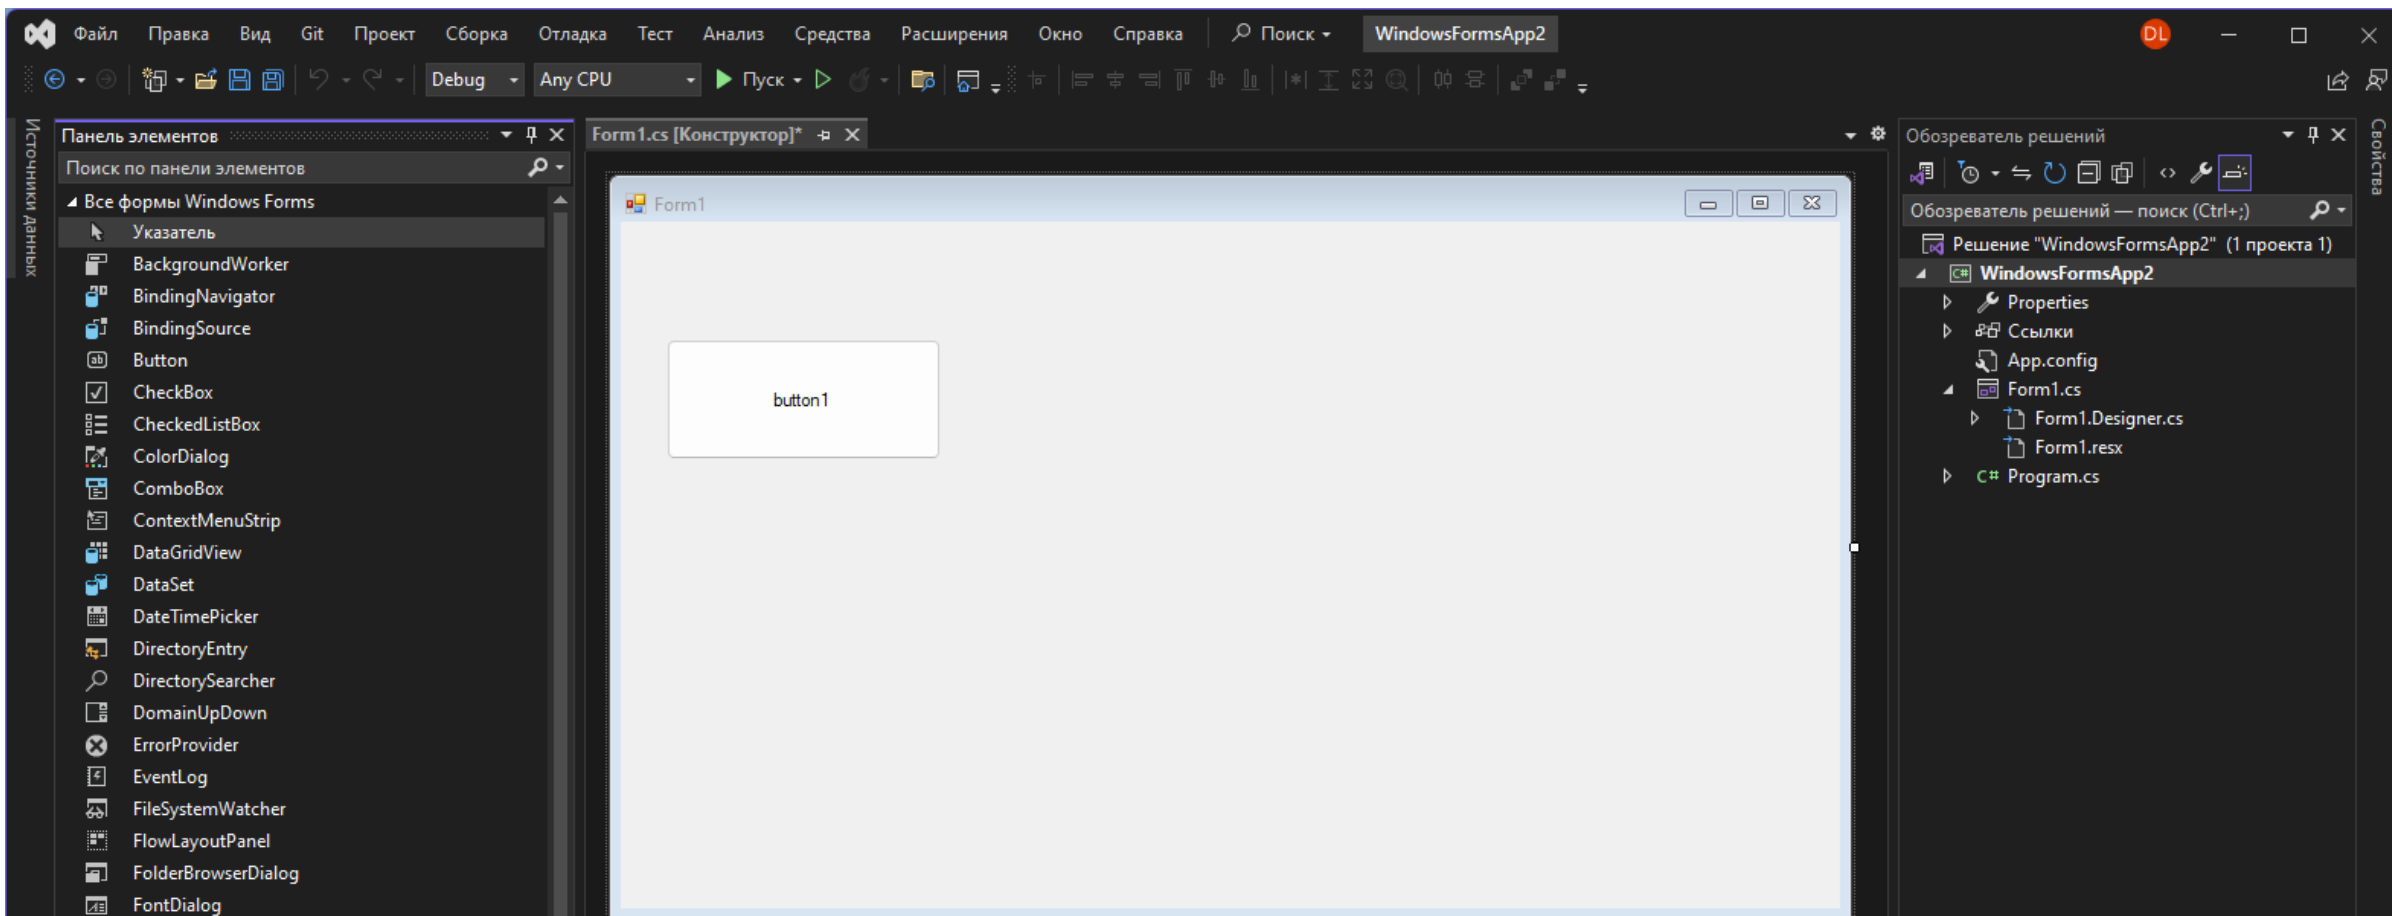 Файл Правка Вид Git Проект Сборка Отладка Тест Анализ Средства Расширения Окно Справка Поиск WindowsFormsApp2 DL
Debug Any CPU Пуск
Источники данных
Панель элементов
Поиск по панели элементов
Все формы Windows Forms
Указатель
BackgroundWorker
BindingNavigator
BindingSource
Button
CheckBox
CheckedListBox
ColorDialog
ComboBox
ContextMenuStrip
DataGridView
DataSet
DateTimePicker
DirectoryEntry
DirectorySearcher
DomainUpDown
ErrorProvider
EventLog
FileSystemWatcher
FlowLayoutPanel
FolderBrowserDialog
FontDialog
Form1.cs [Конструктор]*
Form1
button1
Обозреватель решений
Обозреватель решений — поиск (Ctrl+;)
Решение "WindowsFormsApp2" (1 проекта 1)
C# WindowsFormsApp2
Properties
Ссылки
App.config
Form1.cs
Form1.Designer.cs
Form1.resx
C# Program.cs
Свойства